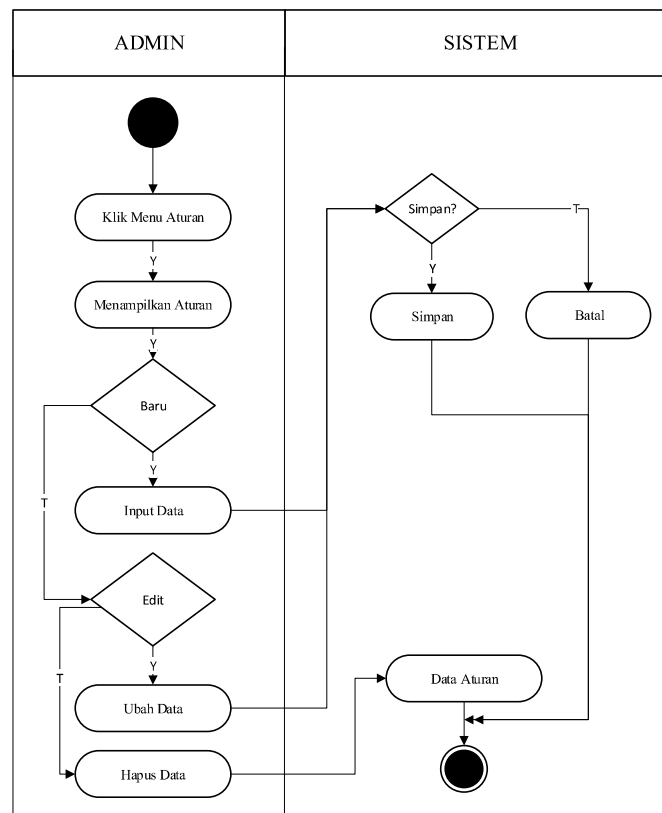 ADMIN
SISTEM
Klik Menu Aturan
Simpan?
T
Y
Y
Menampilkan Aturan
Simpan
Batal
Y
Baru
Y
T
Input Data
Edit
Y
T
Data Aturan
Ubah Data
Hapus Data